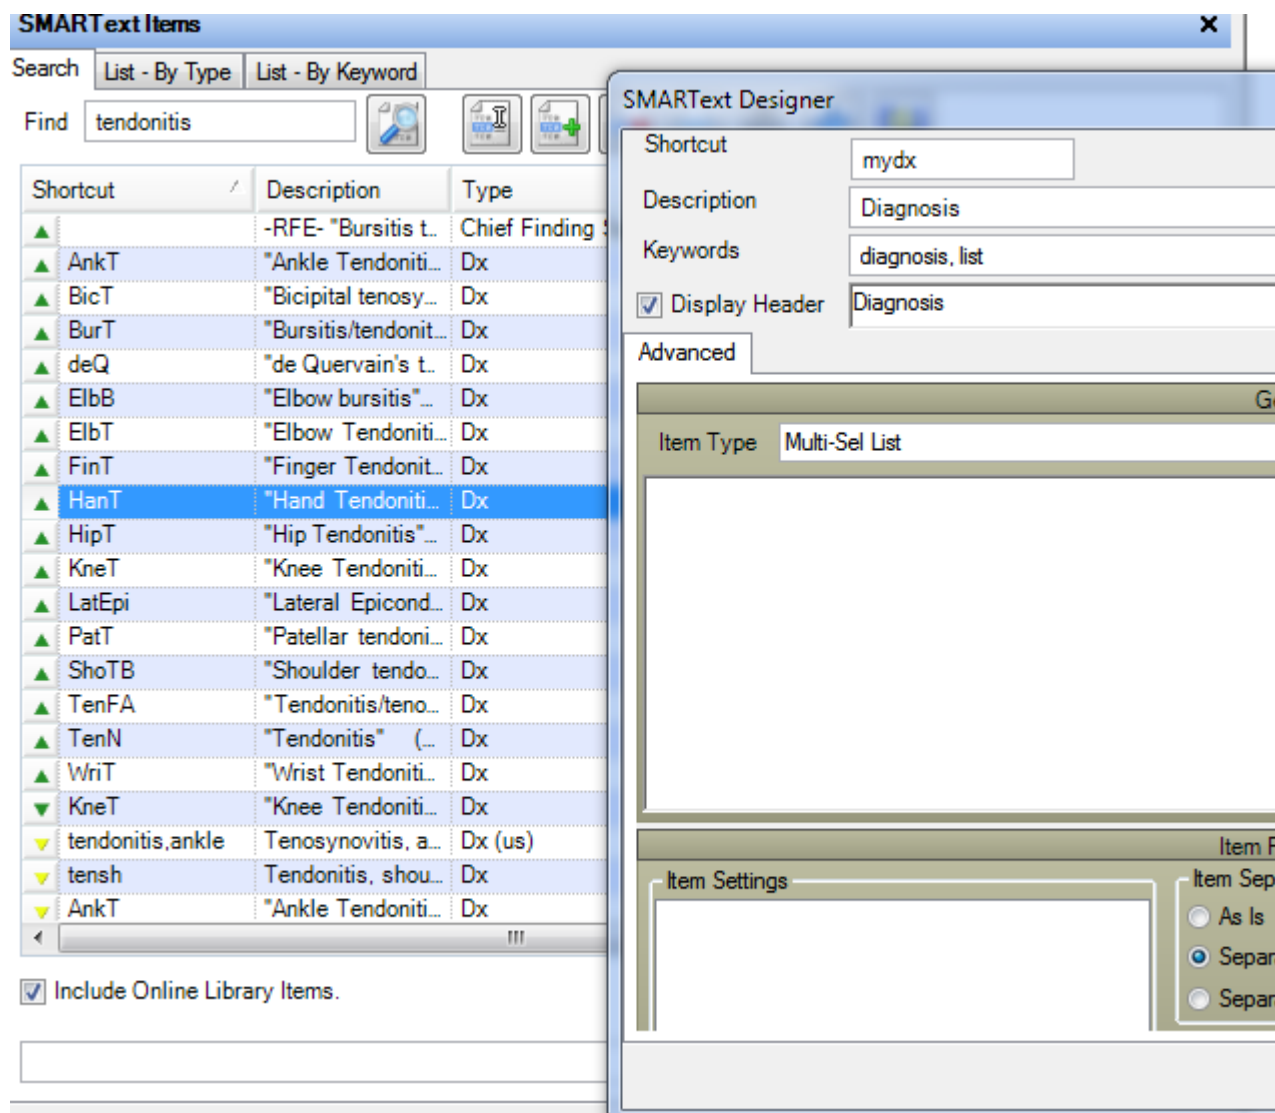 SMARText Items
Search List - By Type List - By Keyword
Find tendonitis
Shortcut Description Type
-RFE- "Bursitis t... Chief Finding
AnkT "Ankle Tendoniti... Dx
BicT "Bicipital tenosy... Dx
BurT "Bursitis/tendonit... Dx
deQ "de Quervain's t... Dx
ElbB "Elbow bursitis"... Dx
ElbT "Elbow Tendoniti... Dx
FinT "Finger Tendonit... Dx
HanT "Hand Tendoniti... Dx
HipT "Hip Tendonitis"... Dx
KneT "Knee Tendoniti... Dx
LatEpi "Lateral Epicond... Dx
PatT "Patellar tendoni... Dx
ShoTB "Shoulder tendo... Dx
TenFA "Tendonitis/teno... Dx
TenN "Tendonitis" (... Dx
WriT "Wrist Tendoniti... Dx
KneT "Knee Tendoniti... Dx
tendonitis,ankle Tenosynovitis, a... Dx (us)
tensh Tendonitis, shou... Dx
AnkT "Ankle Tendoniti... Dx
Include Online Library Items.
SMARText Designer
Shortcut mydx
Description Diagnosis
Keywords diagnosis, list
Display Header Diagnosis
Advanced
Item Type Multi-Sel List
Item
Item Settings
Item Sep
As Is
Separ
Separ